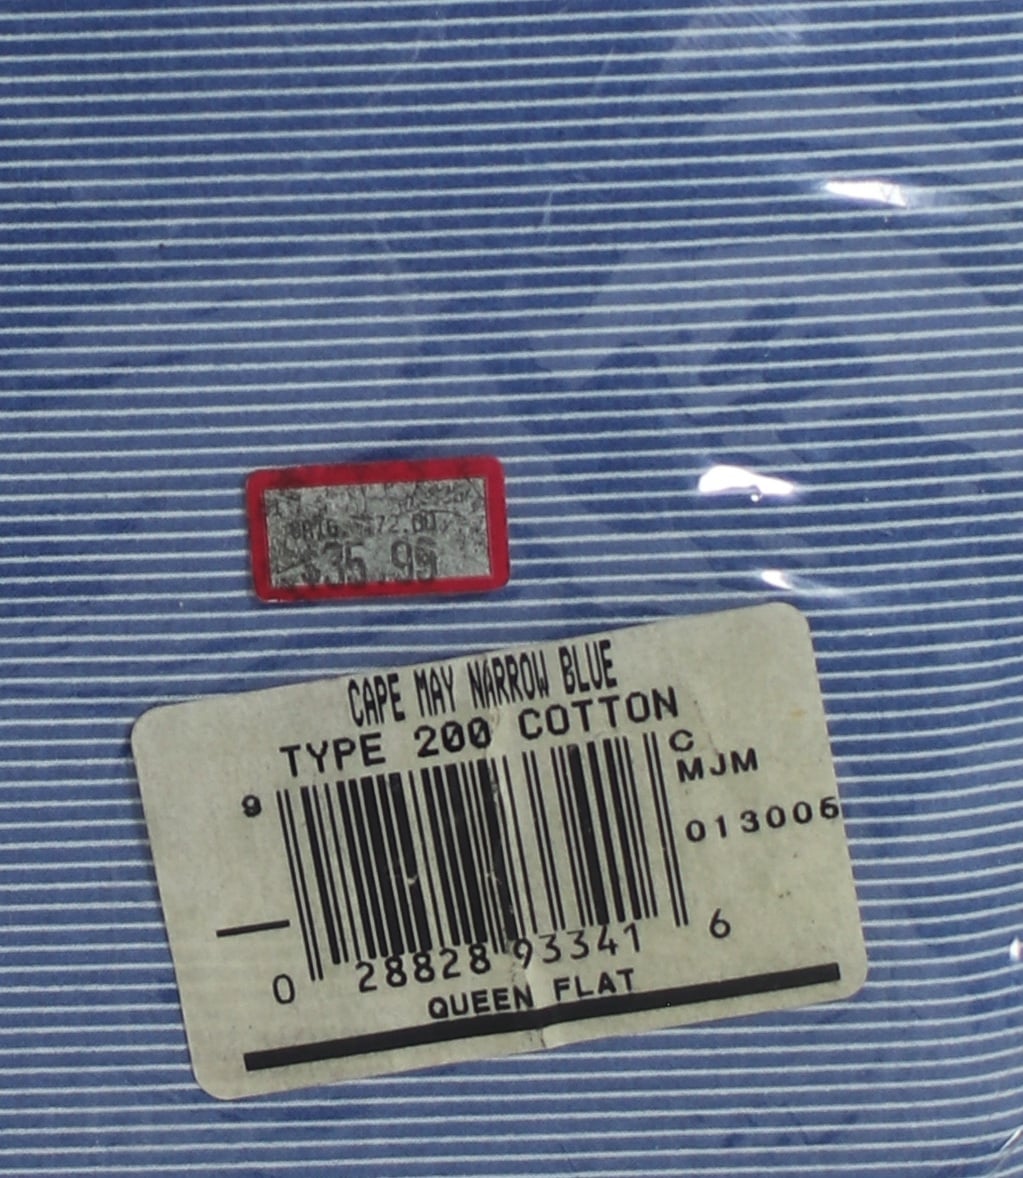 72.00
$35.99
CAPE MAY NARROW BLUE
TYPE 200 COTTON
C
MJM
9
013006
0 28828 93341 6
QUEEN FLAT